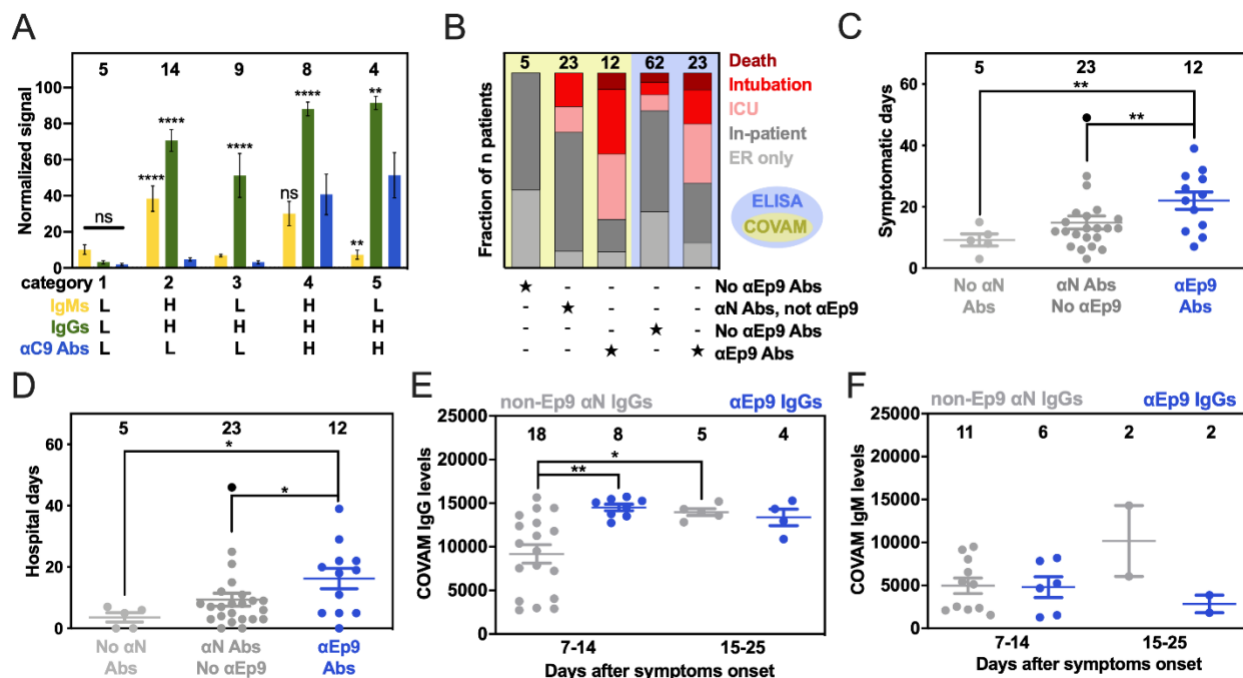 A
5 14 9 8 4
Normalized signal
100
80
60
40
20
0
ns
****
****
****
ns
****
**
**
category 1 2 3 4 5
IgMs L H L H L
IgGs L H H H H
αC9 Abs L L L H H
B
5 23 12 62 23
Fraction of n patients
Death
Intubation
ICU
In-patient
ER only
ELISA
COVAM
★ - - - - No αEp9 Abs
- ★ - - - αN Abs, not αEp9
- - - ★ - No αEp9 Abs
- - ★ - ★ αEp9 Abs
C
5 23 12
Symptomatic days
60
40
20
0
**
**
No αN αN Abs αEp9
Abs No αEp9 Abs
D
5 23 12
Hospital days
60
40
20
0
*
*
No αN αN Abs αEp9
Abs No αEp9 Abs
E
non-Ep9 αN IgGs αEp9 IgGs
18 8 5 4
COVAM IgG levels
25000
20000
15000
10000
5000
0
*
**
7-14 15-25
Days after symptoms onset
F
non-Ep9 αN IgGs αEp9 IgGs
11 6 2 2
COVAM IgM levels
25000
20000
15000
10000
5000
0
7-14 15-25
Days after symptoms onset